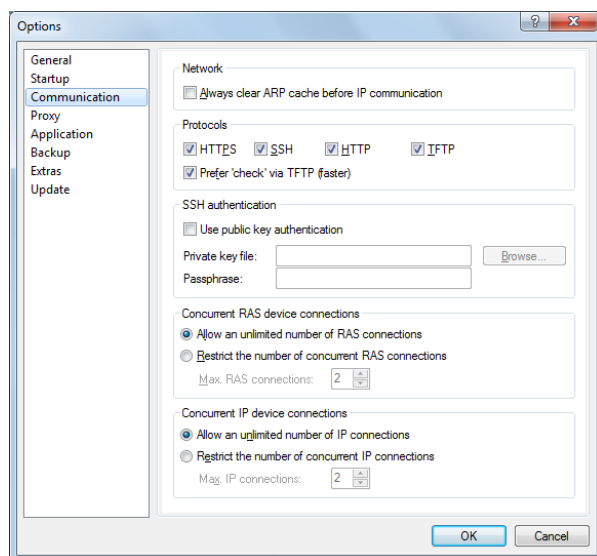 Options
General
Startup
Communication
Proxy
Application
Backup
Extras
Update
Network
Always clear ARP cache before IP communication
Protocols
HTTPS SSH HTTP TFTP
Prefer 'check' via TFTP (faster)
SSH authentication
Use public key authentication
Private key file: Browse...
Passphrase:
Concurrent RAS device connections
Allow an unlimited number of RAS connections
Restrict the number of concurrent RAS connections
Max. RAS connections: 2
Concurrent IP device connections
Allow an unlimited number of IP connections
Restrict the number of concurrent IP connections
Max. IP connections: 2
OK Cancel